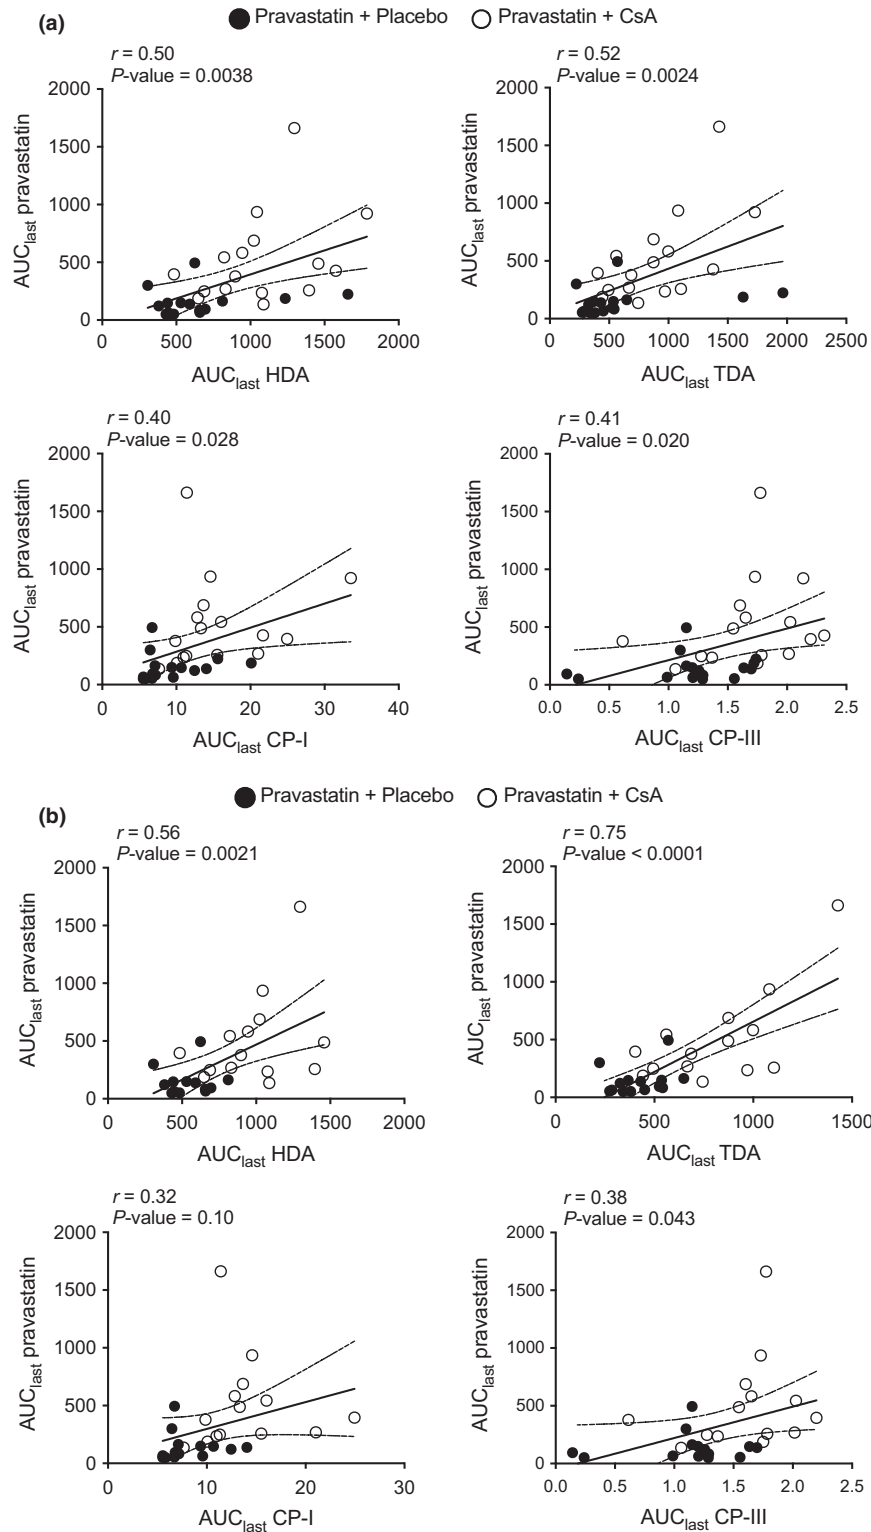 (a)
Pravastatin + Placebo Pravastatin + CsA
r = 0.50
P-value = 0.0038
2000
1500
1000
500
0
0 500 1000 1500 2000
AUClast pravastatin
AUClast HDA
r = 0.52
P-value = 0.0024
2000
1500
1000
500
0
0 500 1000 1500 2000 2500
AUClast pravastatin
AUClast TDA
r = 0.40
P-value = 0.028
2000
1500
1000
500
0
0 10 20 30 40
AUClast pravastatin
AUClast CP-I
r = 0.41
P-value = 0.020
2000
1500
1000
500
0
0.0 0.5 1.0 1.5 2.0 2.5
AUClast pravastatin
AUClast CP-III
(b)
Pravastatin + Placebo Pravastatin + CsA
r = 0.56
P-value = 0.0021
2000
1500
1000
500
0
0 500 1000 1500 2000
AUClast pravastatin
AUClast HDA
r = 0.75
P-value < 0.0001
2000
1500
1000
500
0
0 500 1000 1500
AUClast pravastatin
AUClast TDA
r = 0.32
P-value = 0.10
2000
1500
1000
500
0
0 10 20 30
AUClast pravastatin
AUClast CP-I
r = 0.38
P-value = 0.043
2000
1500
1000
500
0
0.0 0.5 1.0 1.5 2.0 2.5
AUClast pravastatin
AUClast CP-III